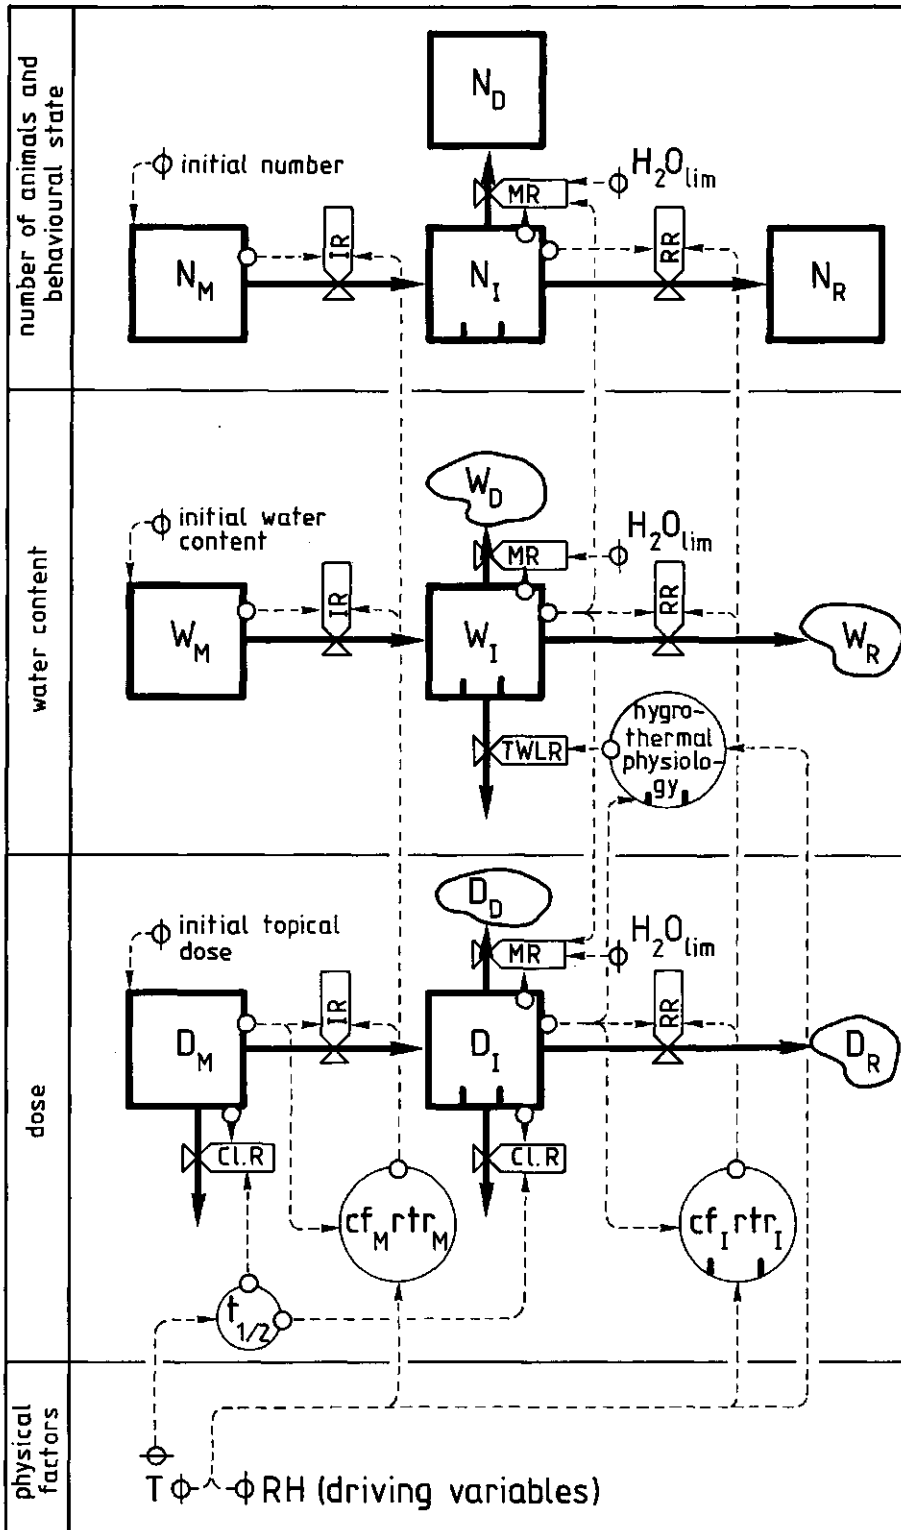 number of animals and
behavioural state
N_D
initial number
MR
H₂O_lim
N_M
IR
N_I
RR
N_R
water content
W_D
initial water
content
MR
H₂O_lim
W_M
IR
W_I
RR
W_R
TWLR
hygro-
thermal
physiolo-
gy
dose
D_D
initial topical
dose
MR
H₂O_lim
D_M
IR
D_I
RR
D_R
Cl.R
Cl.R
cf_M rtr_M
cf_I rtr_I
t_1/2
physical
factors
T
RH (driving variables)